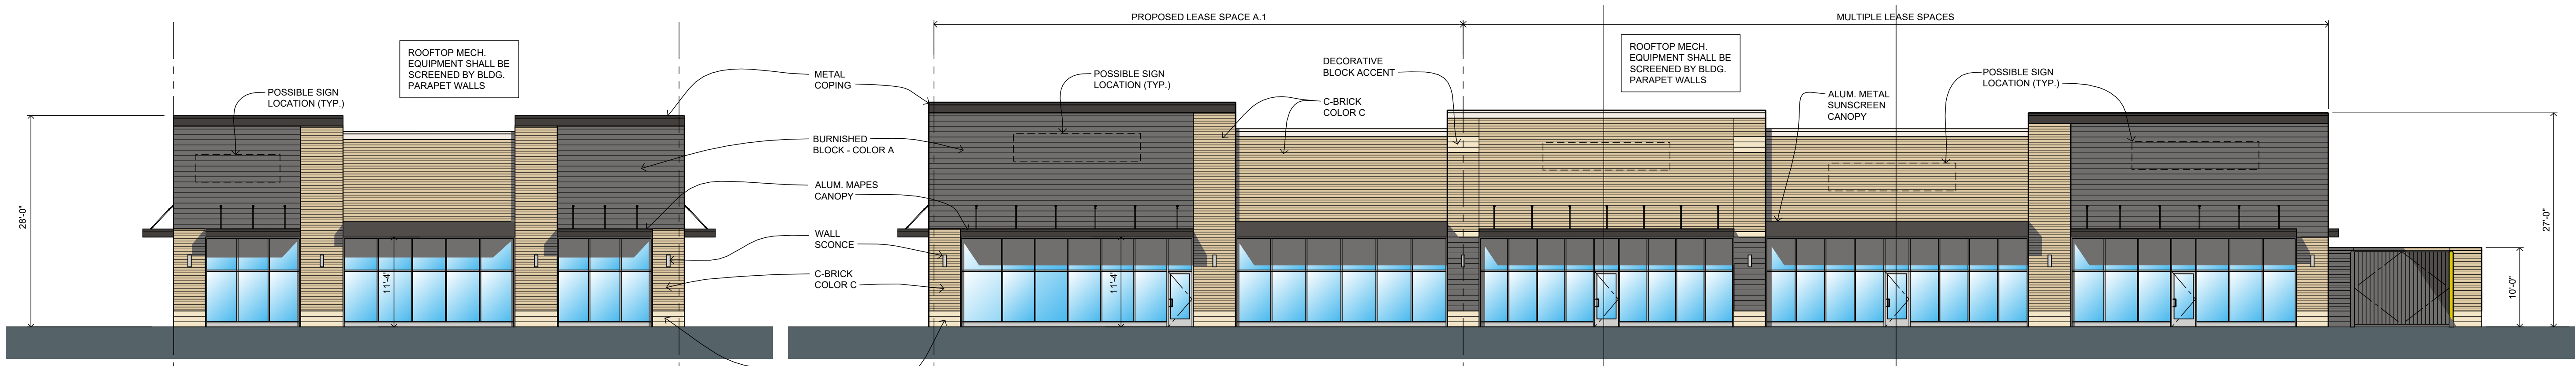 PROPOSED LEASE SPACE A.1
MULTIPLE LEASE SPACES
ROOFTOP MECH.
EQUIPMENT SHALL BE
SCREENED BY BLDG.
PARAPET WALLS
POSSIBLE SIGN
LOCATION (TYP.)
28'-0"
11'-4"
METAL
COPING
BURNISHED
BLOCK - COLOR A
ALUM. MAPES
CANOPY
WALL
SCONCE
C-BRICK
COLOR C
POSSIBLE SIGN
LOCATION (TYP.)
11'-4"
DECORATIVE
BLOCK ACCENT
C-BRICK
COLOR C
ROOFTOP MECH.
EQUIPMENT SHALL BE
SCREENED BY BLDG.
PARAPET WALLS
ALUM. METAL
SUNSCREEN
CANOPY
POSSIBLE SIGN
LOCATION (TYP.)
10'-0"
27'-0"